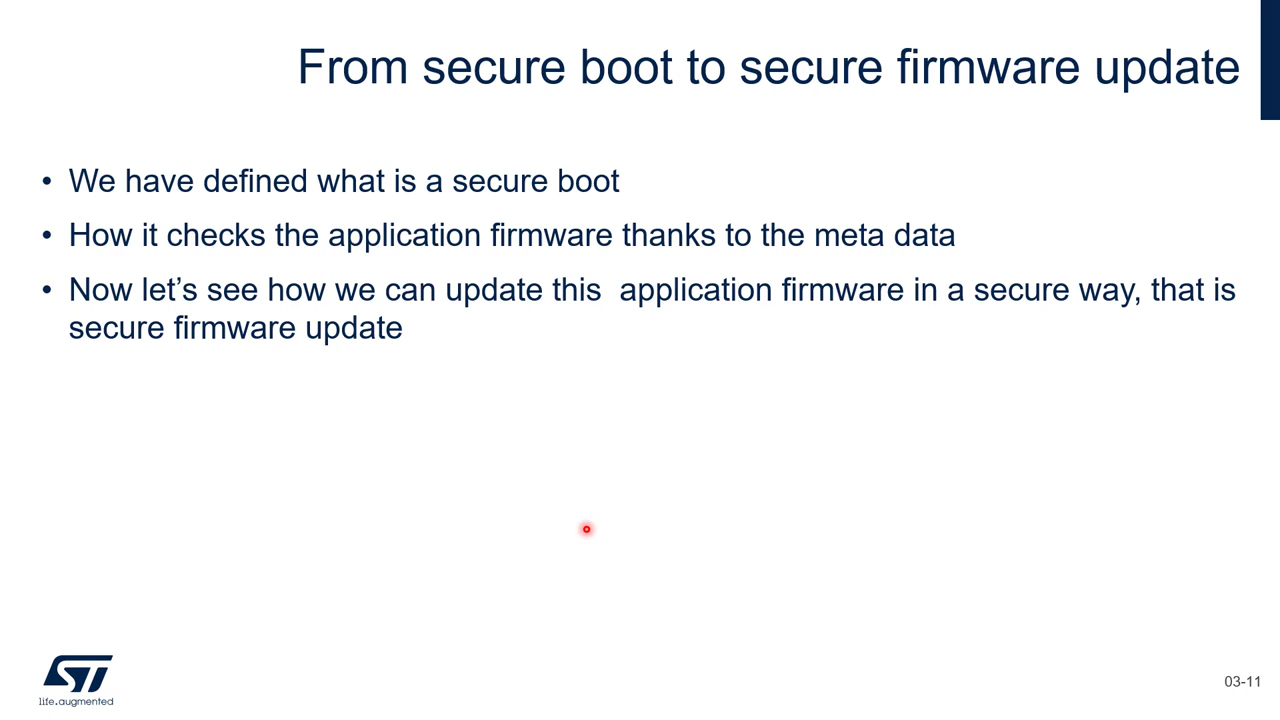 From secure boot to secure firmware update
• We have defined what is a secure boot
• How it checks the application firmware thanks to the meta data
• Now let’s see how we can update this  application firmware in a secure way, that is
secure firmware update
ST
life.augmented
03-11